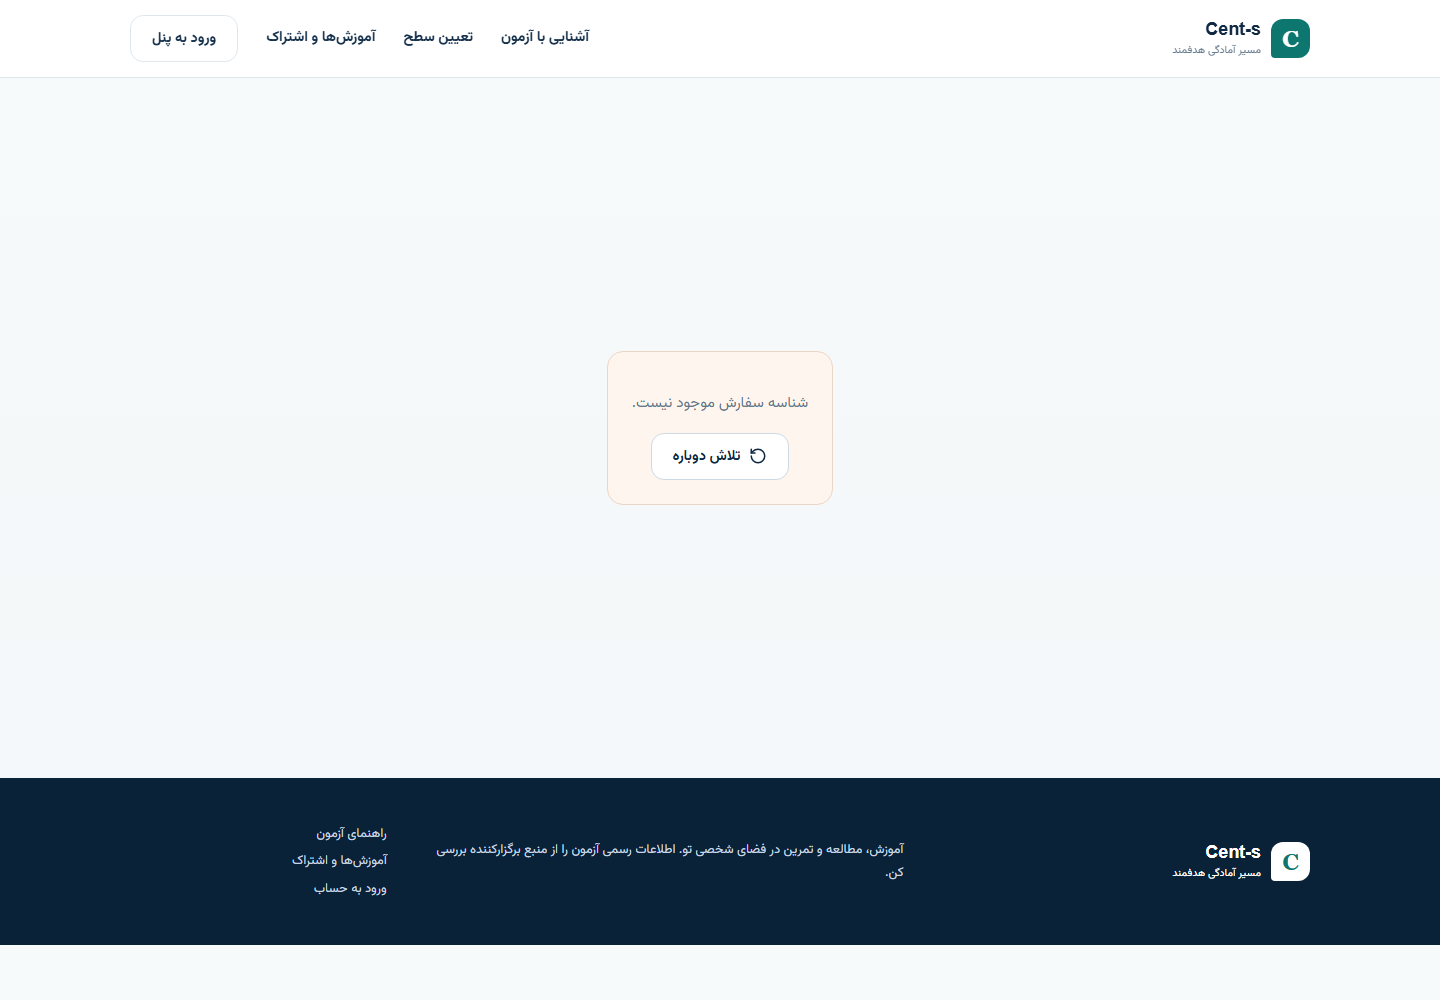 Cent-s
مسیر آمادگی هدفمند
C
آشنایی با آزمون
تعیین سطح
آموزش‌ها و اشتراک
ورود به پنل
شناسه سفارش موجود نیست.
تلاش دوباره
Cent-s
مسیر آمادگی هدفمند
C
آموزش، مطالعه و تمرین در فضای شخصی تو. اطلاعات رسمی آزمون را از منبع برگزارکننده بررسی
کن.
راهنمای آزمون
آموزش‌ها و اشتراک
ورود به حساب